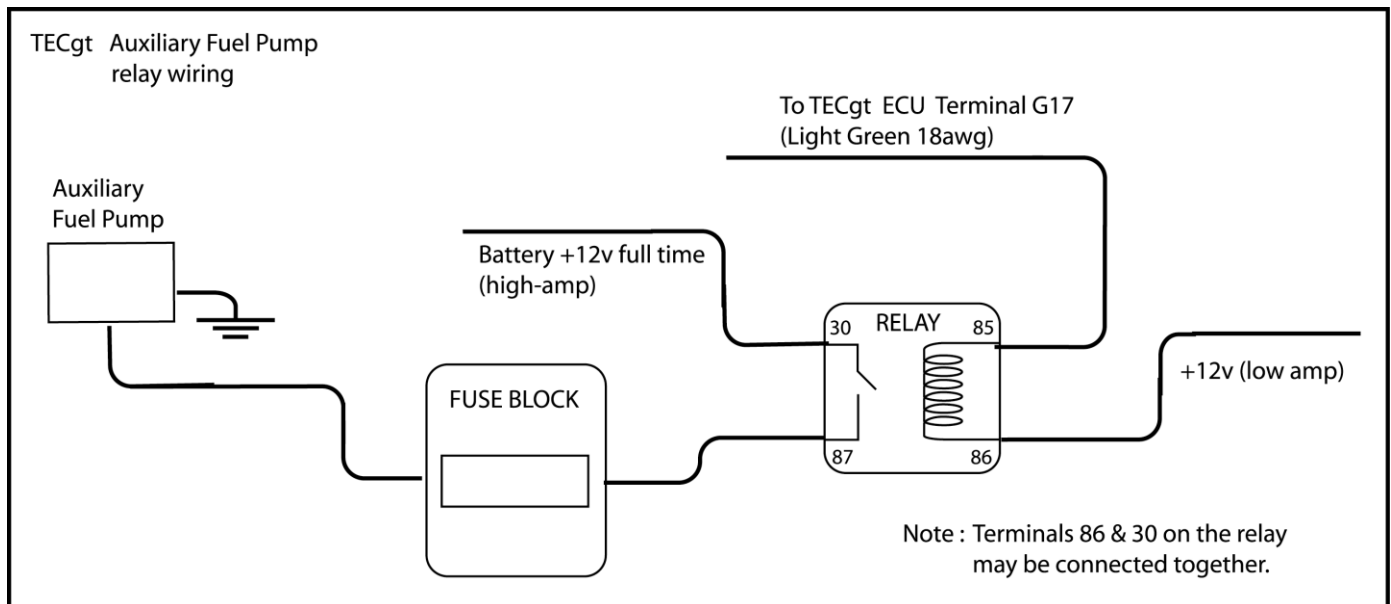 TECgt Auxiliary Fuel Pump
relay wiring
To TECgt ECU Terminal G17
(Light Green 18awg)
Auxiliary
Fuel Pump
Battery +12v full time
(high-amp)
30 RELAY 85
+12v (low amp)
FUSE BLOCK
87 86
Note : Terminals 86 & 30 on the relay
may be connected together.